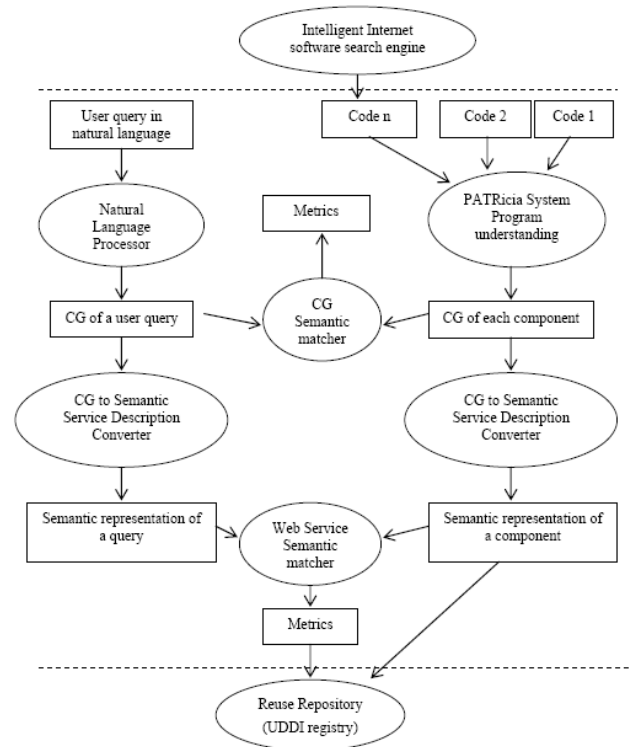 Intelligent Internet
software search engine
User query in
natural language
Code n
Code 2
Code 1
Natural
Language
Processor
Metrics
PATRicia System
Program
understanding
CG of a user query
CG
Semantic
matcher
CG of each component
CG to Semantic
Service Description
Converter
CG to Semantic
Service Description
Converter
Semantic representation of
a query
Web Service
Semantic
matcher
Semantic representation of
a component
Metrics
Reuse Repository
(UDDI registry)